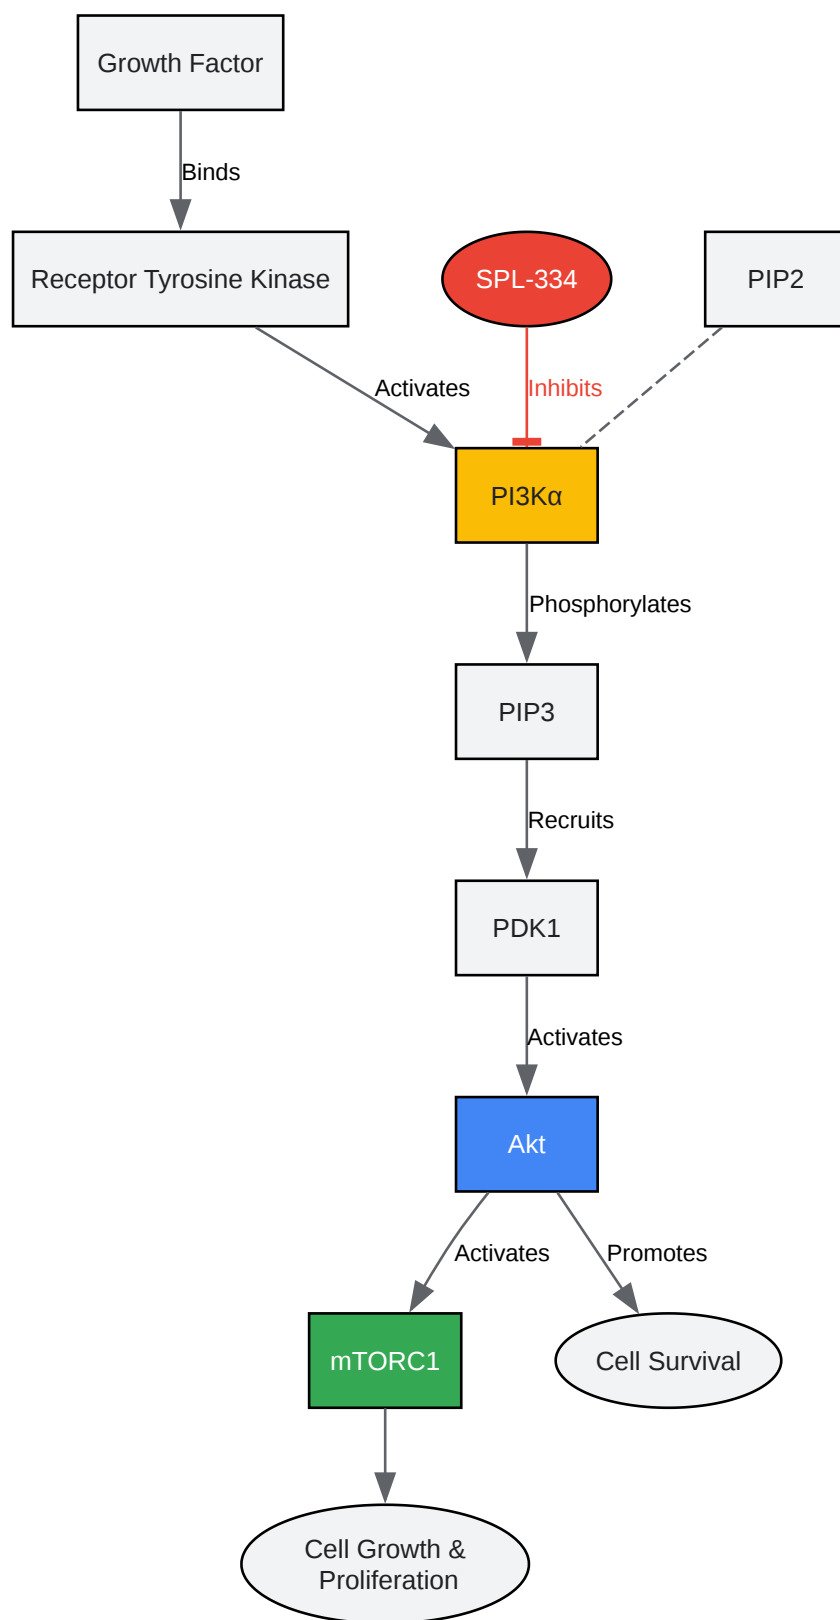 Growth Factor
Binds
Receptor Tyrosine Kinase
SPL-334
PIP2
Activates
Inhibits
PI3Kα
Phosphorylates
PIP3
Recruits
PDK1
Activates
Akt
Activates
Promotes
mTORC1
Cell Survival
Cell Growth &
Proliferation